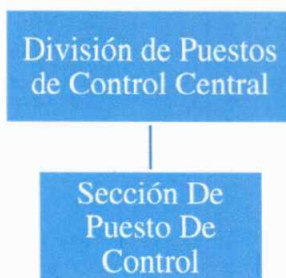 División de Puestos
de Control Central
Sección De
Puesto De
Control